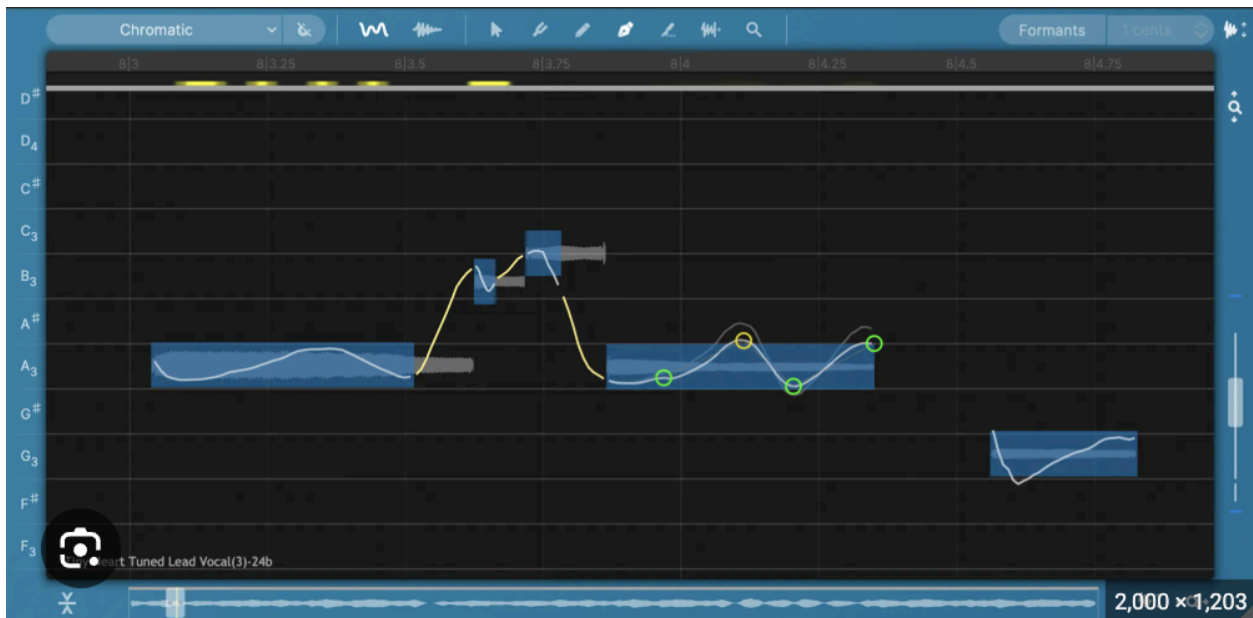 Chromatic Formants 1 cents
8|3 8|3.25 8|3.5 8|3.75 8|4 8|4.25 8|4.5 8|4.75
D#
D4
C#
C3
B3
A#
A3
G#
G3
F#
F3
Heart Tuned Lead Vocal(3)-24b
2,000 × 1,203